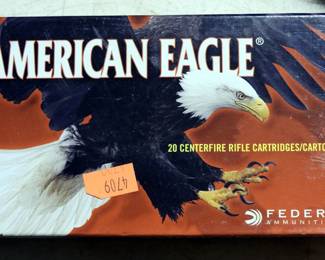 AMERICAN EAGLE®
20 CENTERFIRE RIFLE CARTRIDGES/CARTO
4709
FEDER
AMMUNITI